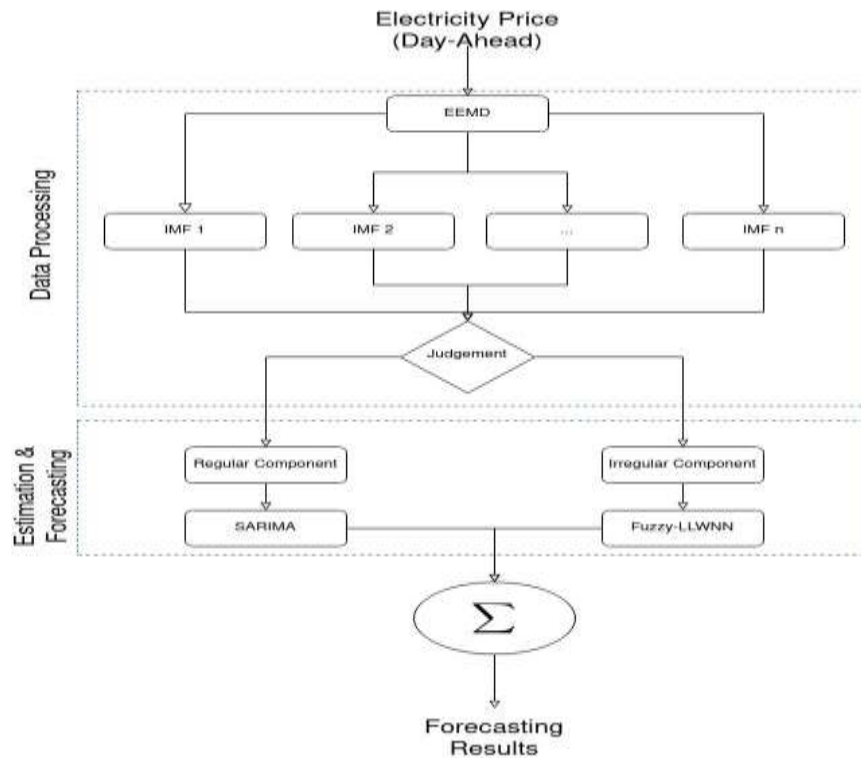 Electricity Price
(Day-Ahead)
EEMD
Data Processing
IMF 1
IMF 2
...
IMF n
Judgement
Estimation &
Forecasting
Regular Component
Irregular Component
SARIMA
Fuzzy-LLWNN
Σ
Forecasting
Results